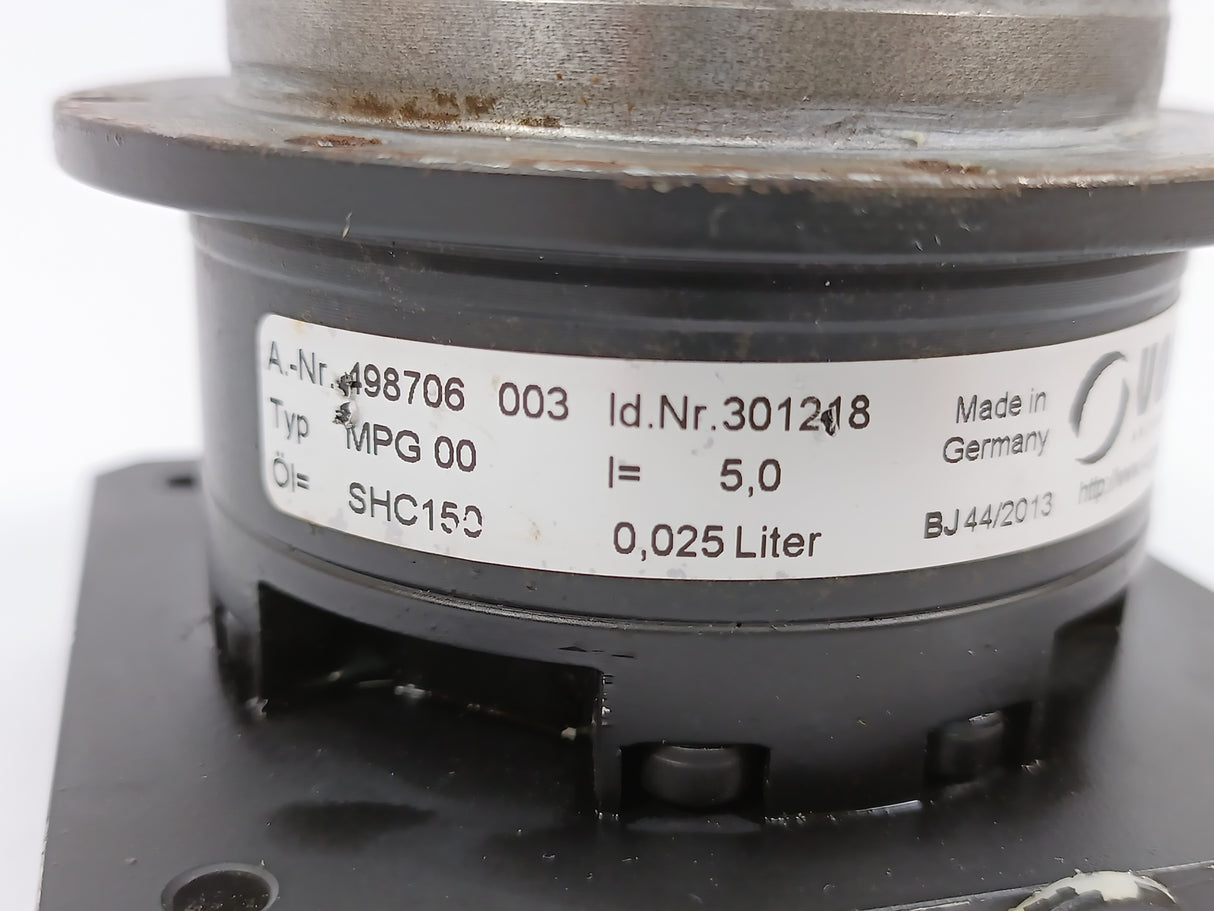 A.-Nr. 498706 003 Id.Nr. 301218
Typ MPG 00 I= 5,0
Öl= SHC150 0,025 Liter
Made in
Germany
BJ 44/2013